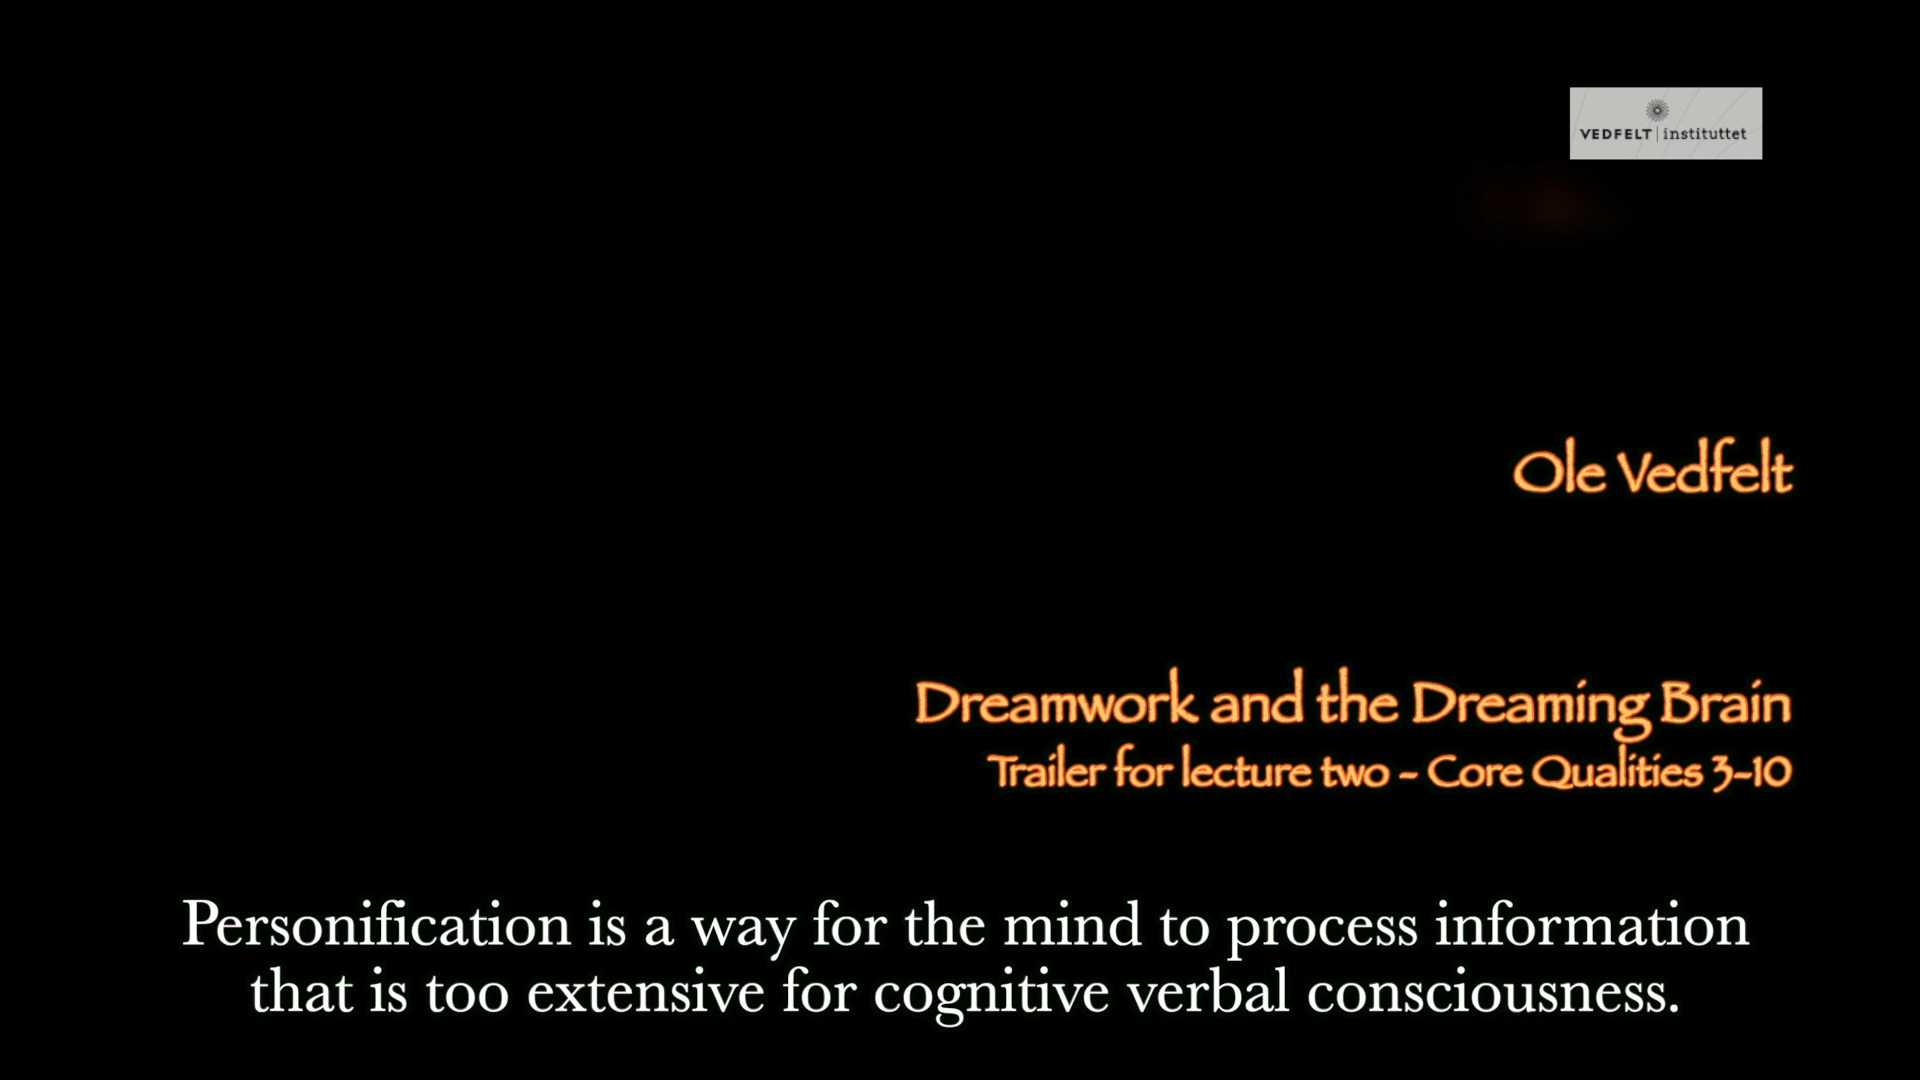 VEDFELT | instituttet
Ole Vedfelt
Dreamwork and the Dreaming Brain
Trailer for lecture two - Core Qualities 3-10
Personification is a way for the mind to process information
that is too extensive for cognitive verbal consciousness.